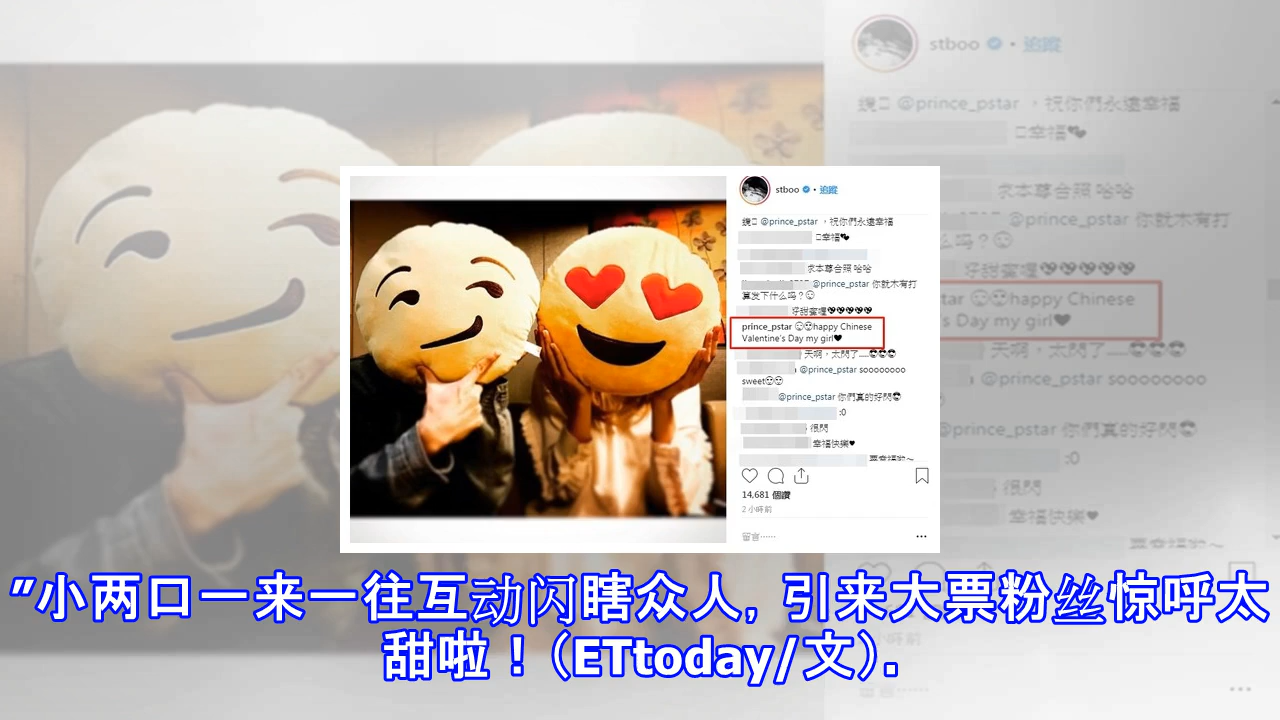 stboo • 追蹤
@prince_pstar ,祝你們永遠幸福
幸福
求本尊合照 哈哈
@prince_pstar 你就木有打
算发下什么吗？
好甜蜜喔💖💖💖💖💖
prince_pstar 😍happy Chinese
Valentine's Day my girl❤
天啊，太閃了......😎😎😎
@prince_pstar soooooooo
sweet
@prince_pstar 你們真的好閃😎
:0
很閃
幸福快樂♥
14,681 個讚
2 小時前
留言......
"小两口一来一往互动闪瞎众人, 引来大票粉丝惊呼太
甜啦！(ETtoday/文).